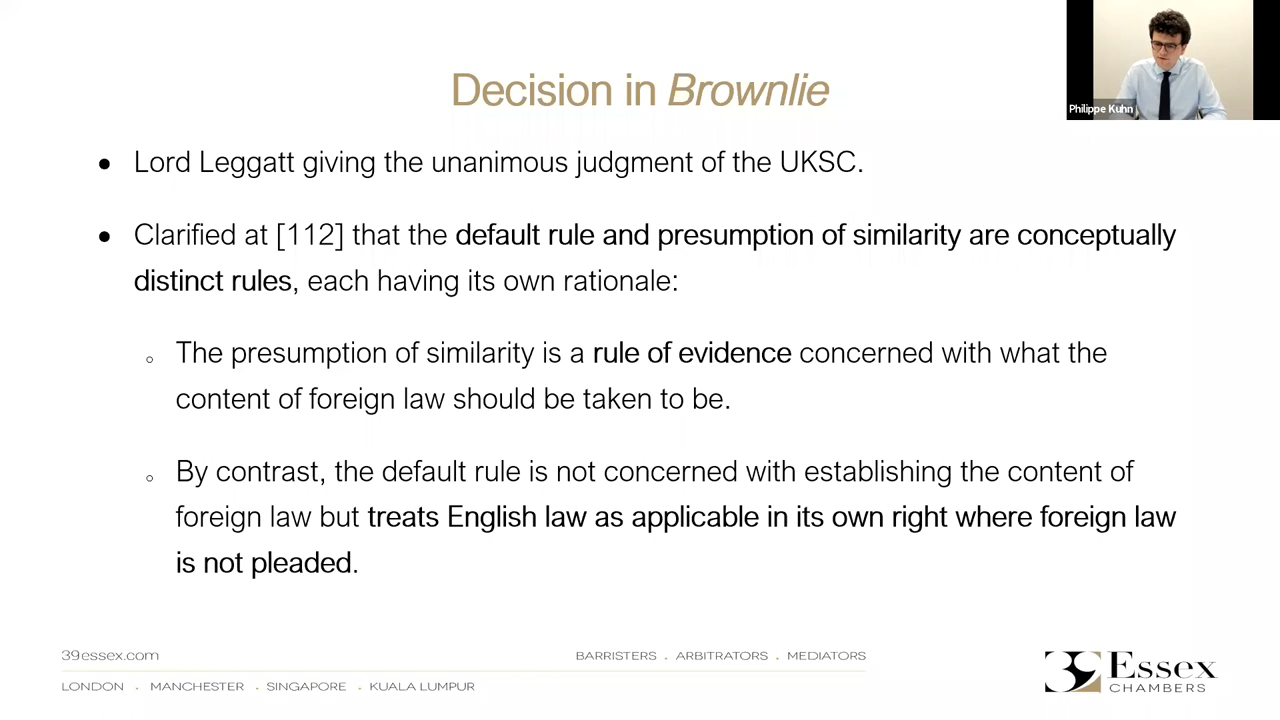 Philippe Kuhn
Decision in Brownlie
● Lord Leggatt giving the unanimous judgment of the UKSC.
● Clarified at [112] that the default rule and presumption of similarity are conceptually
distinct rules, each having its own rationale:
○ The presumption of similarity is a rule of evidence concerned with what the
content of foreign law should be taken to be.
○ By contrast, the default rule is not concerned with establishing the content of
foreign law but treats English law as applicable in its own right where foreign law
is not pleaded.
39essex.com
BARRISTERS . ARBITRATORS . MEDIATORS
LONDON . MANCHESTER . SINGAPORE . KUALA LUMPUR
39 Essex
CHAMBERS